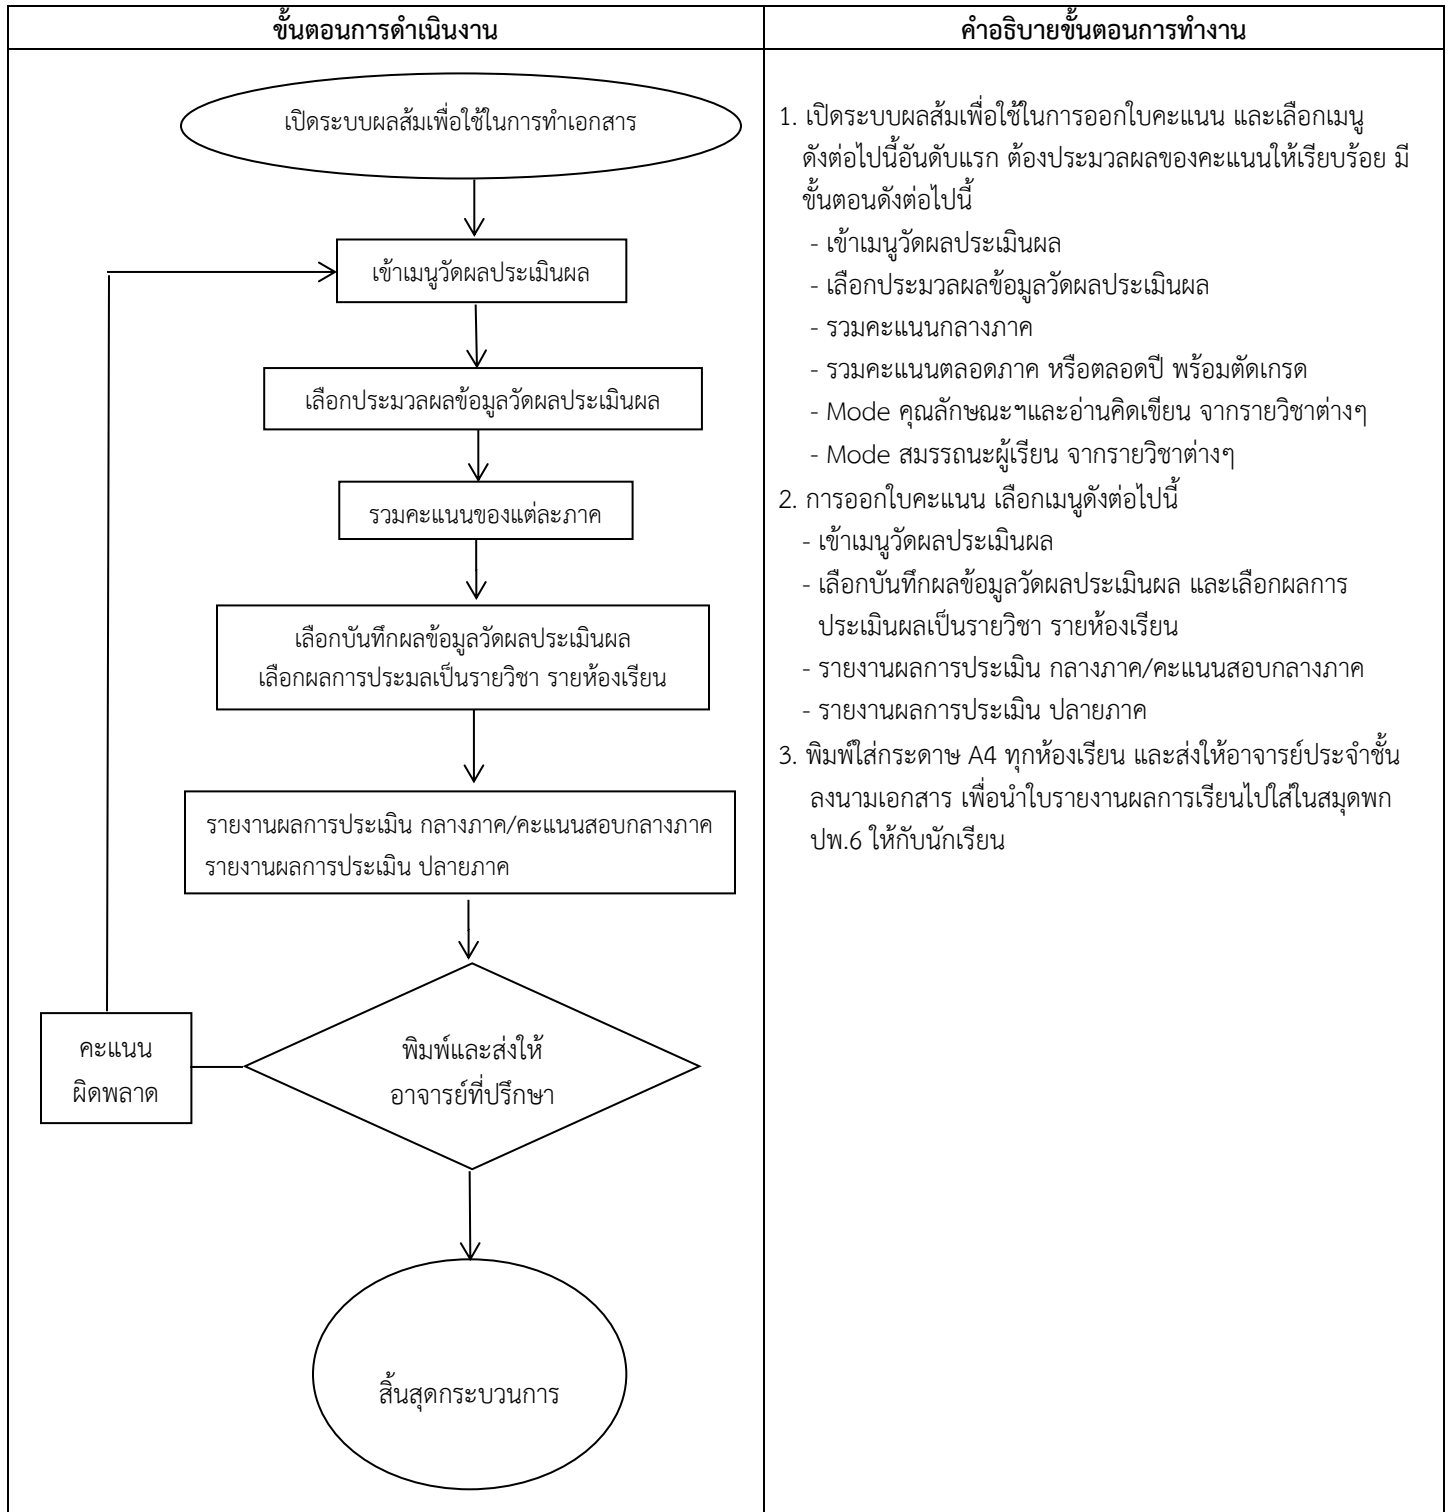 ขั้นตอนการดำเนินงาน
คำอธิบายขั้นตอนการทำงาน
เปิดระบบผลส้มเพื่อใช้ในการทำเอกสาร
เข้าเมนูวัดผลประเมินผล
เลือกประมวลผลข้อมูลวัดผลประเมินผล
รวมคะแนนของแต่ละภาค
เลือกบันทึกผลข้อมูลวัดผลประเมินผล
เลือกผลการประมลเป็นรายวิชา รายห้องเรียน
รายงานผลการประเมิน กลางภาค/คะแนนสอบกลางภาค
รายงานผลการประเมิน ปลายภาค
คะแนน
ผิดพลาด
พิมพ์และส่งให้
อาจารย์ที่ปรึกษา
สิ้นสุดกระบวนการ
1. เปิดระบบผลส้มเพื่อใช้ในการออกใบคะแนน และเลือกเมนู
ดังต่อไปนี้อันดับแรก ต้องประมวลผลของคะแนนให้เรียบร้อย มี
ขั้นตอนดังต่อไปนี้
- เข้าเมนูวัดผลประเมินผล
- เลือกประมวลผลข้อมูลวัดผลประเมินผล
- รวมคะแนนกลางภาค
- รวมคะแนนตลอดภาค หรือตลอดปี พร้อมตัดเกรด
- Mode คุณลักษณะฯและอ่านคิดเขียน จากรายวิชาต่างๆ
- Mode สมรรถนะผู้เรียน จากรายวิชาต่างๆ
2. การออกใบคะแนน เลือกเมนูดังต่อไปนี้
- เข้าเมนูวัดผลประเมินผล
- เลือกบันทึกผลข้อมูลวัดผลประเมินผล และเลือกผลการ
ประเมินผลเป็นรายวิชา รายห้องเรียน
- รายงานผลการประเมิน กลางภาค/คะแนนสอบกลางภาค
- รายงานผลการประเมิน ปลายภาค
3. พิมพ์ใส่กระดาษ A4 ทุกห้องเรียน และส่งให้อาจารย์ประจำชั้น
ลงนามเอกสาร เพื่อนำใบรายงานผลการเรียนไปใส่ในสมุดพก
ปพ.6 ให้กับนักเรียน